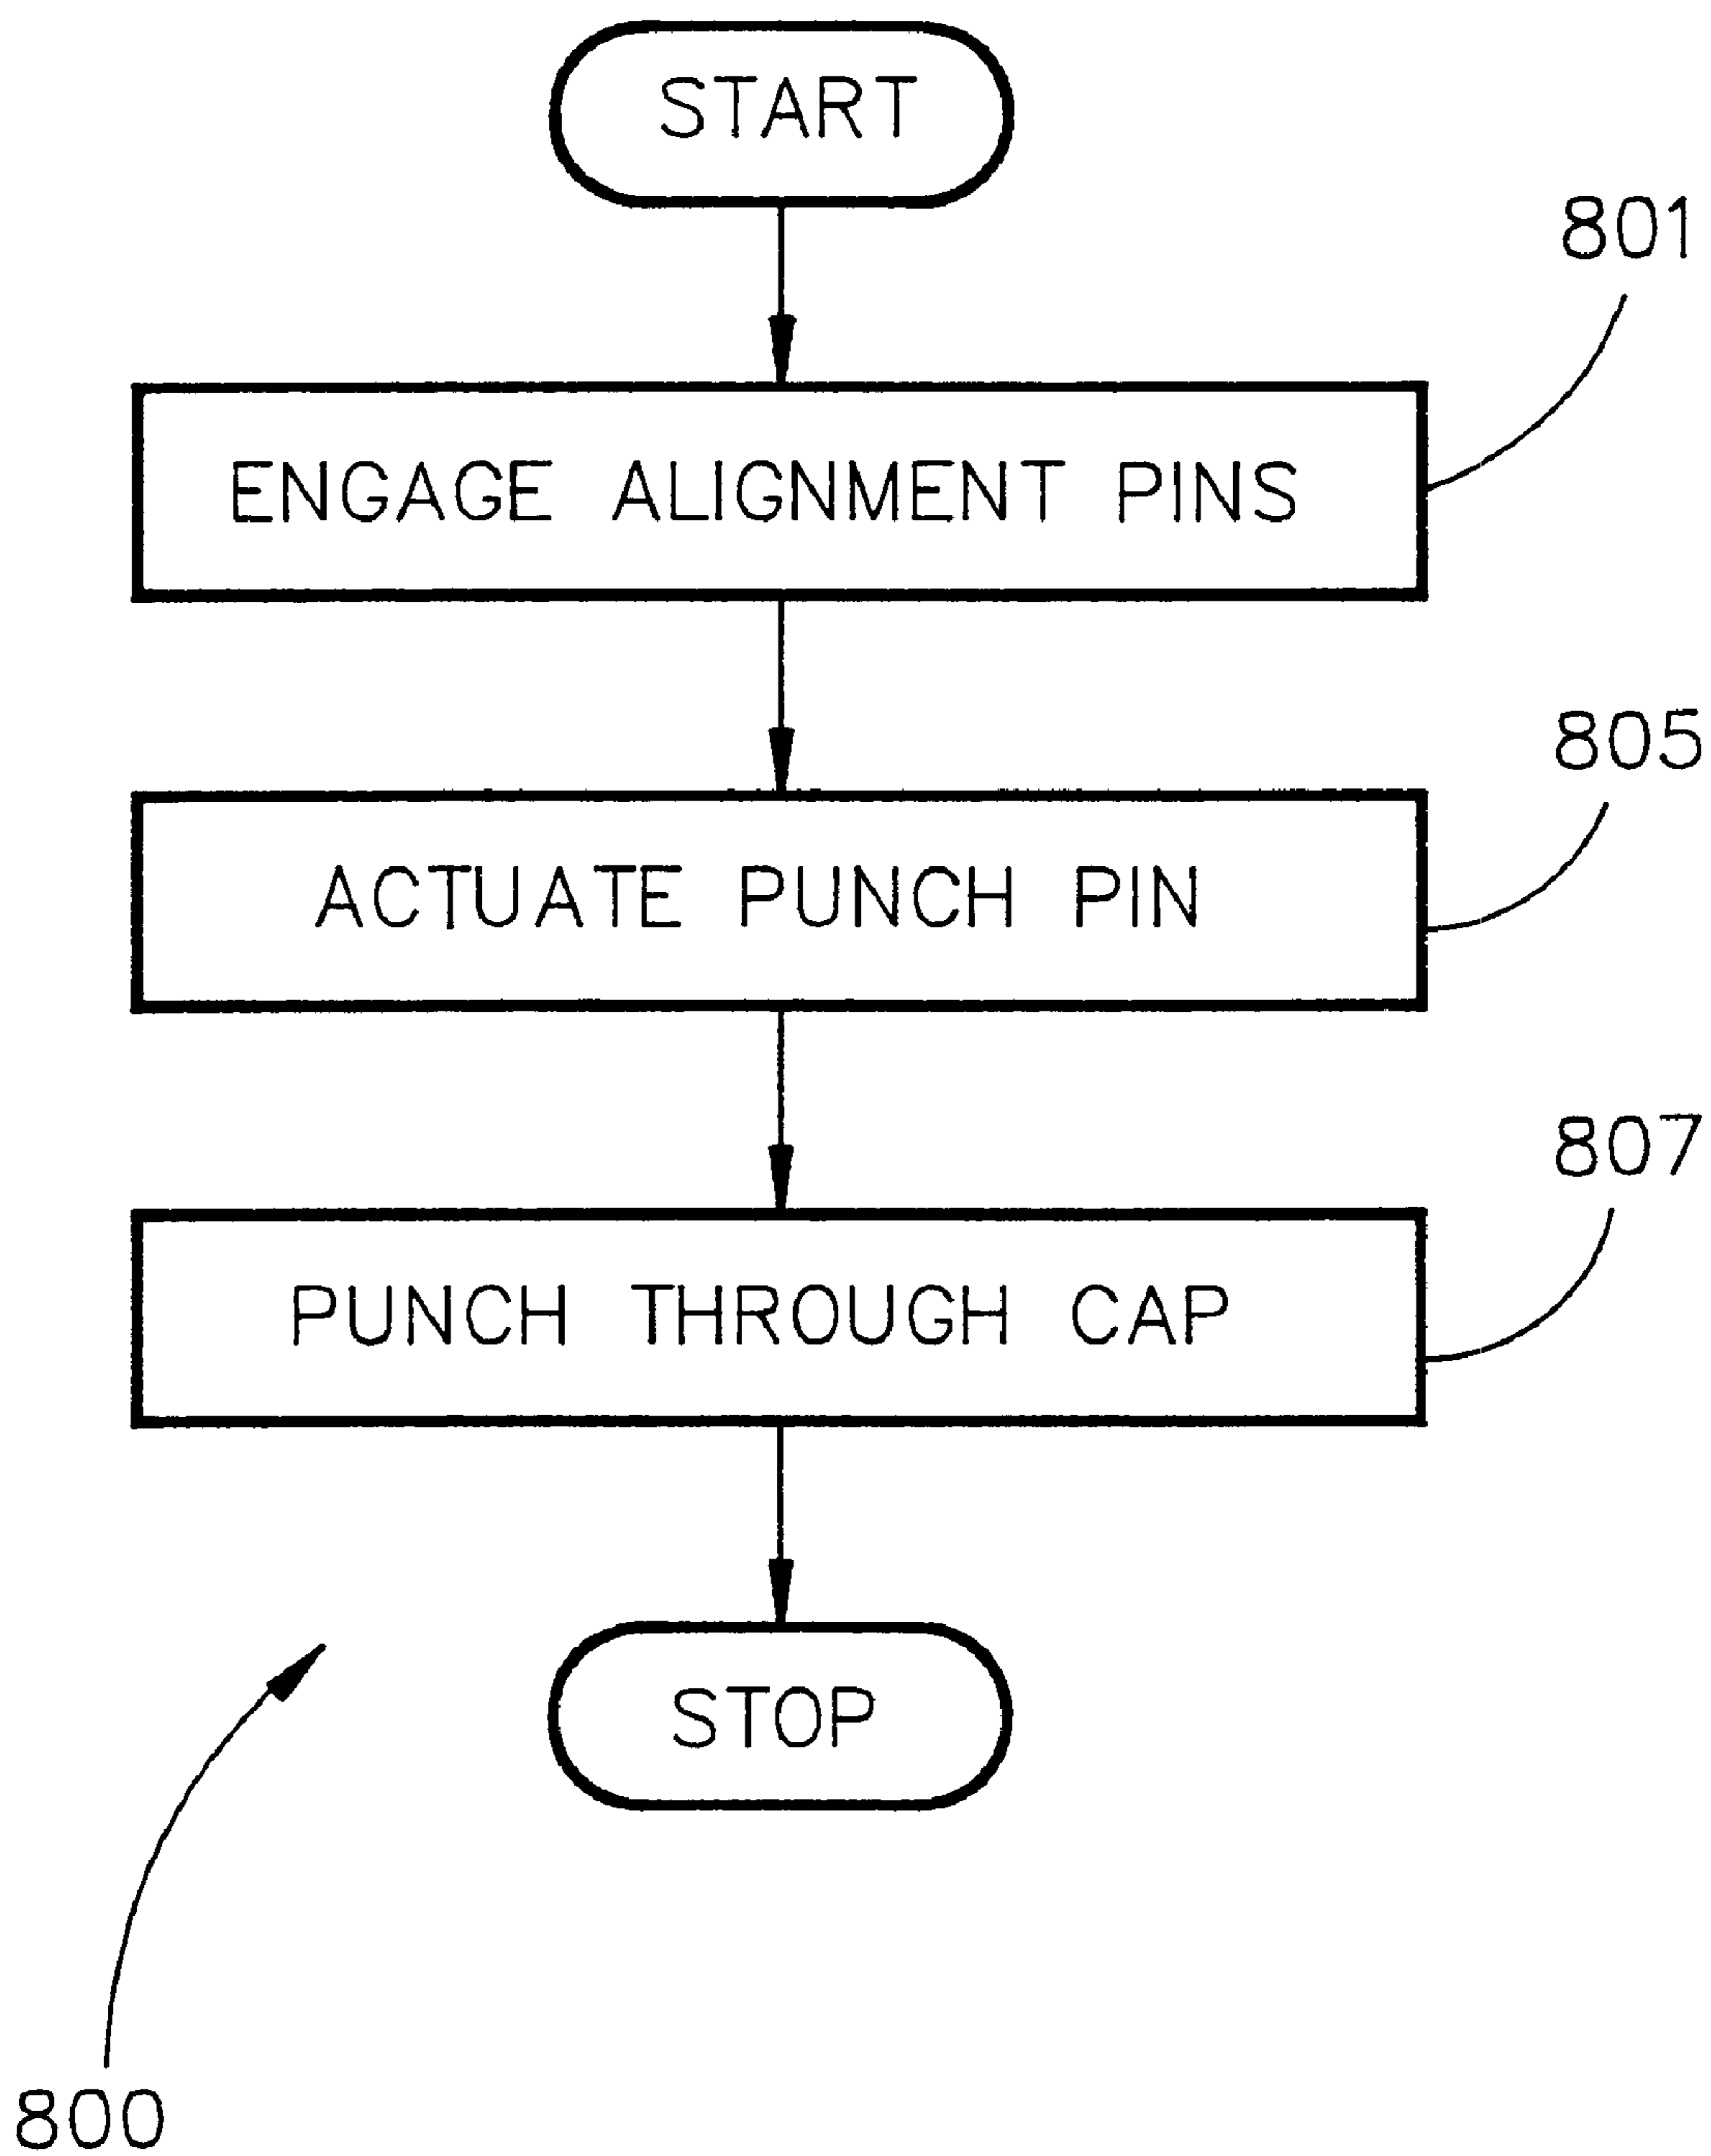 START
801
ENGAGE ALIGNMENT PINS
805
ACTUATE PUNCH PIN
807
PUNCH THROUGH CAP
STOP
800